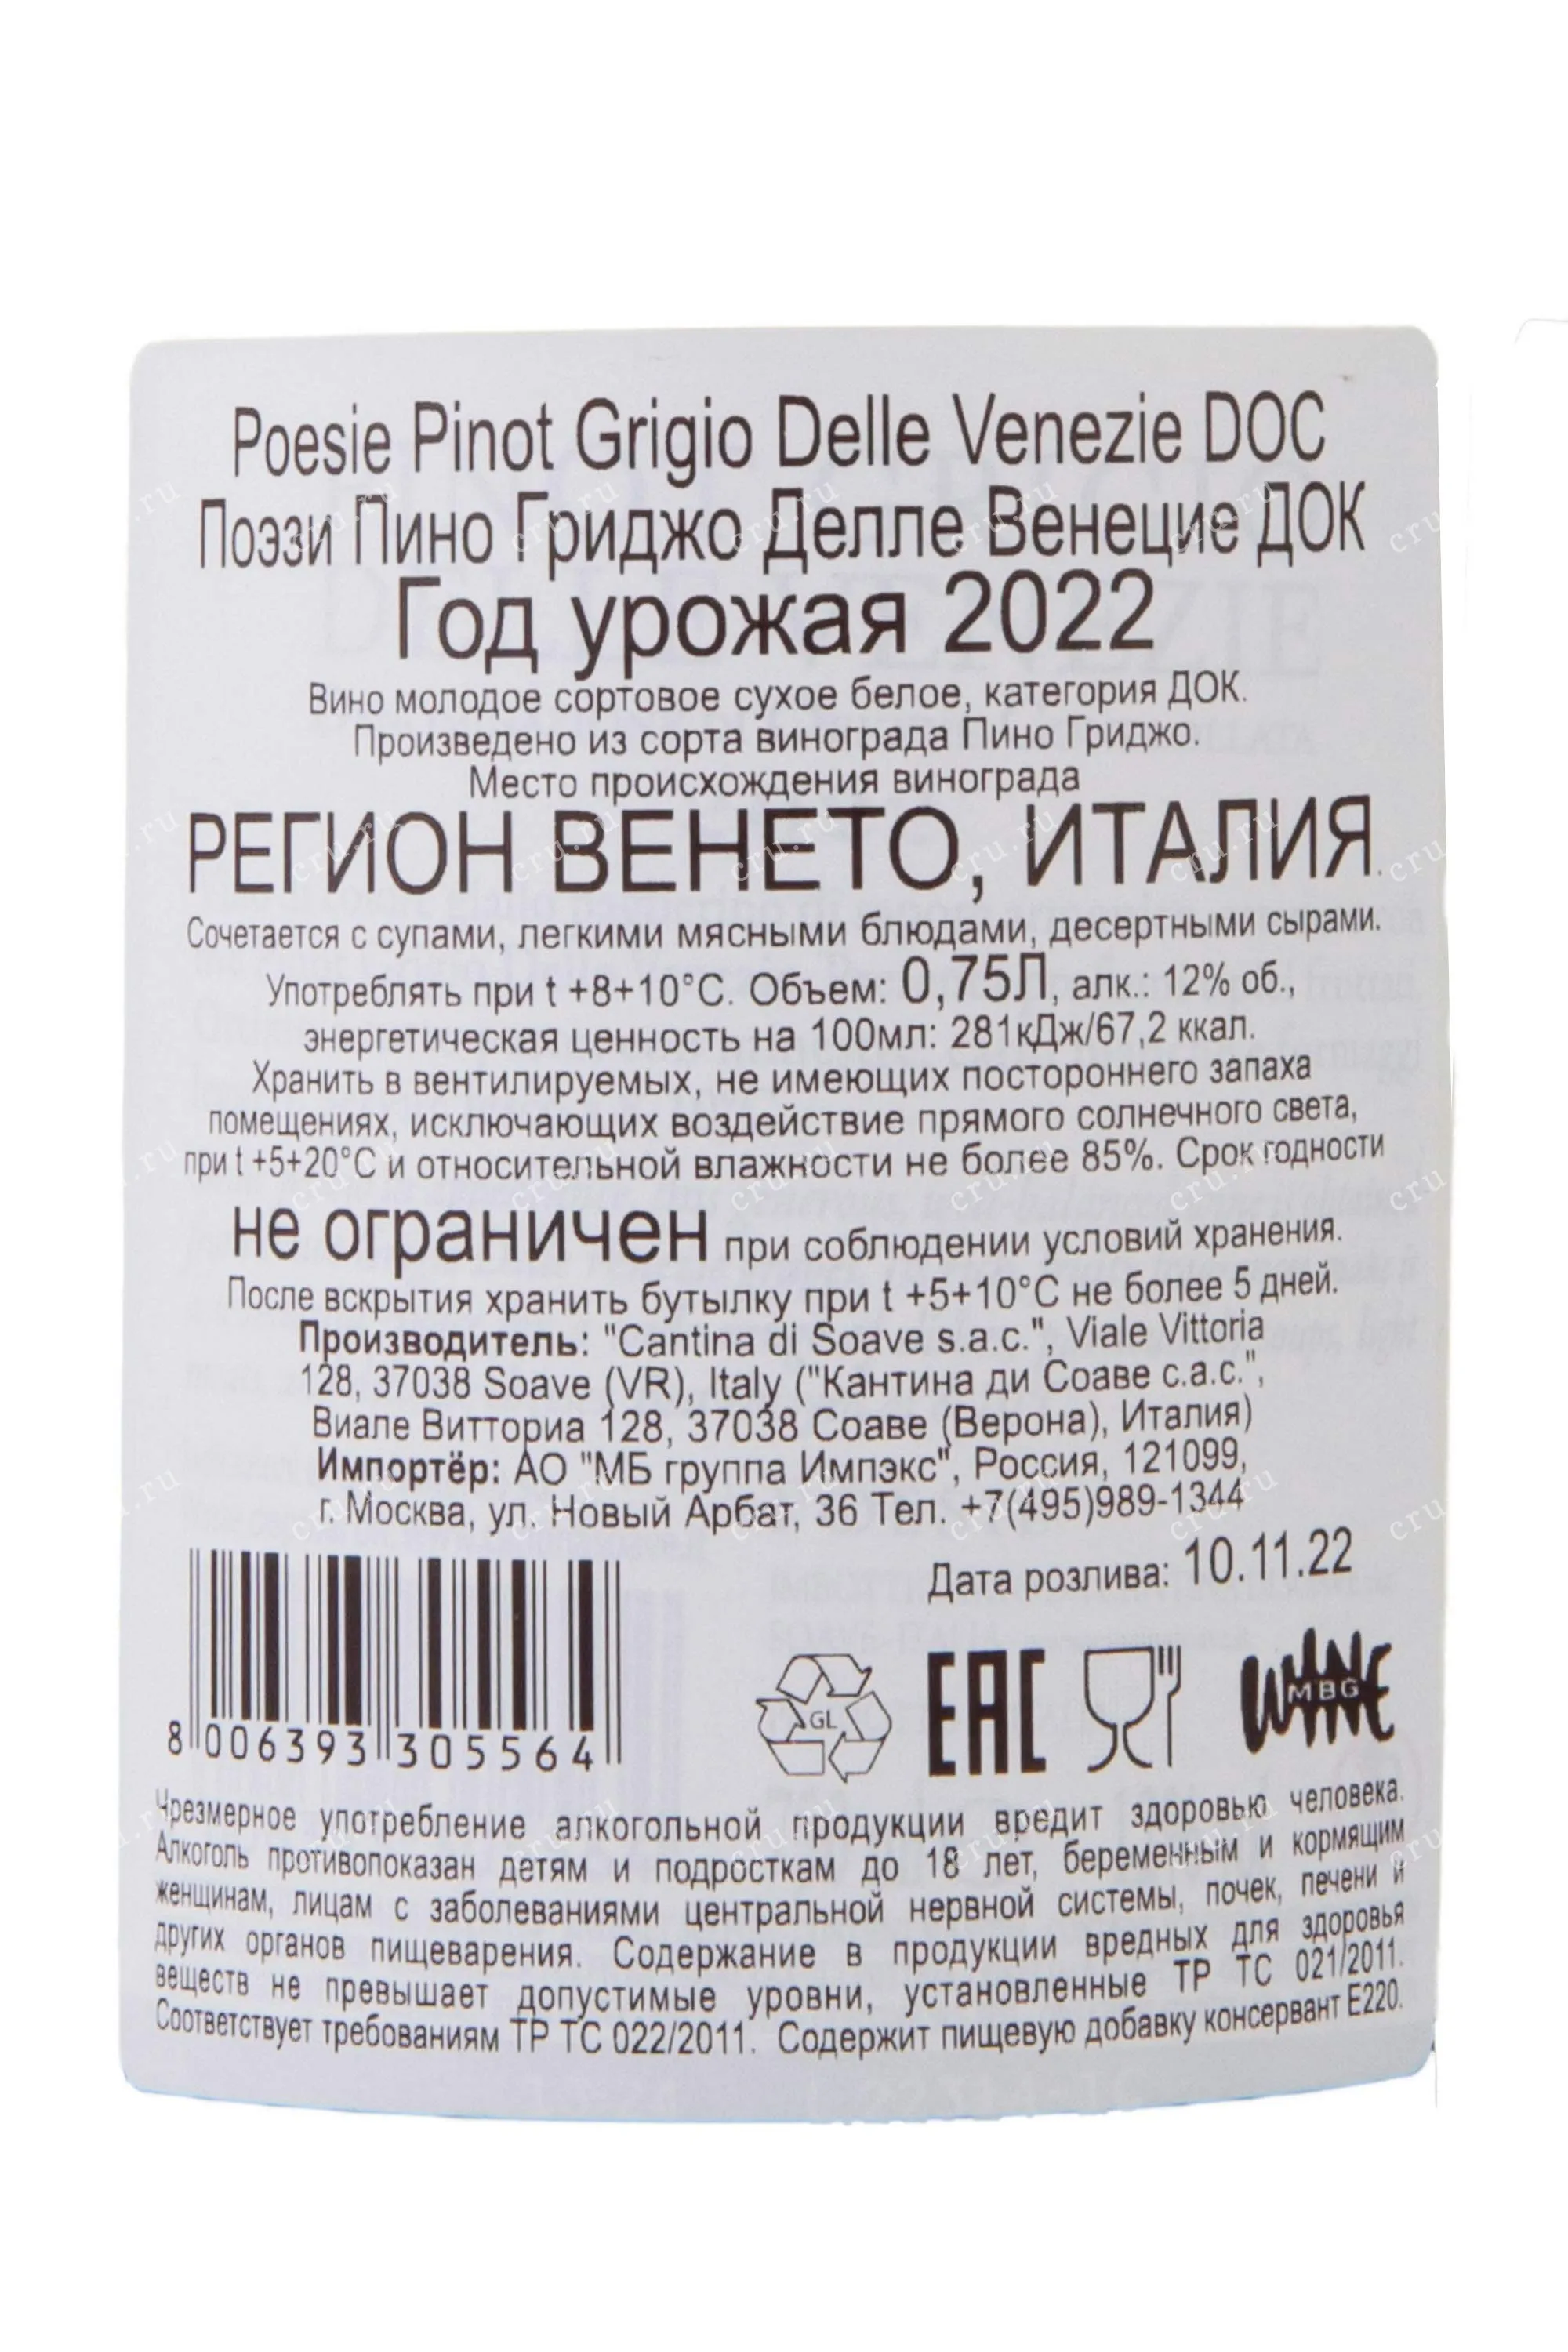 Poesie Pinot Grigio Delle Venezie DOC
Поэзи Пино Гриджо Делле Венецие ДОК
Год урожая 2022
Вино молодое сортовое сухое белое, категория ДОК.
Произведено из сорта винограда Пино Гриджо.
Место происхождения винограда
РЕГИОН ВЕНЕТО, ИТАЛИЯ.
Сочетается с супами, легкими мясными блюдами, десертными сырами.
Употреблять при t +8+10°С. Объем: 0,75Л, алк.: 12% об.,
энергетическая ценность на 100мл: 281кДж/67,2 ккал.
Хранить в вентилируемых, не имеющих постороннего запаха
помещениях, исключающих воздействие прямого солнечного света,
при t +5+20°С и относительной влажности не более 85%. Срок годности
не ограничен при соблюдении условий хранения.
После вскрытия хранить бутылку при t +5+10°С не более 5 дней.
Производитель: "Cantina di Soave s.a.c.", Viale Vittoria
128, 37038 Soave (VR), Italy ("Кантина ди Соаве с.а.с.",
Виале Витториа 128, 37038 Соаве (Верона), Италия)
Импортёр: АО "МБ группа Импэкс", Россия, 121099,
г. Москва, ул. Новый Арбат, 36 Тел. +7(495)989-1344
Дата розлива: 10.11.22
8 006393 305564
GL
EAC
WINE
MBG
Чрезмерное употребление алкогольной продукции вредит здоровью человека.
Алкоголь противопоказан детям и подросткам до 18 лет, беременным и кормящим
женщинам, лицам с заболеваниями центральной нервной системы, почек, печени и
других органов пищеварения. Содержание в продукции вредных для здоровья
веществ не превышает допустимые уровни, установленные ТР ТС 021/2011.
Соответствует требованиям ТР ТС 022/2011. Содержит пищевую добавку консервант Е220.